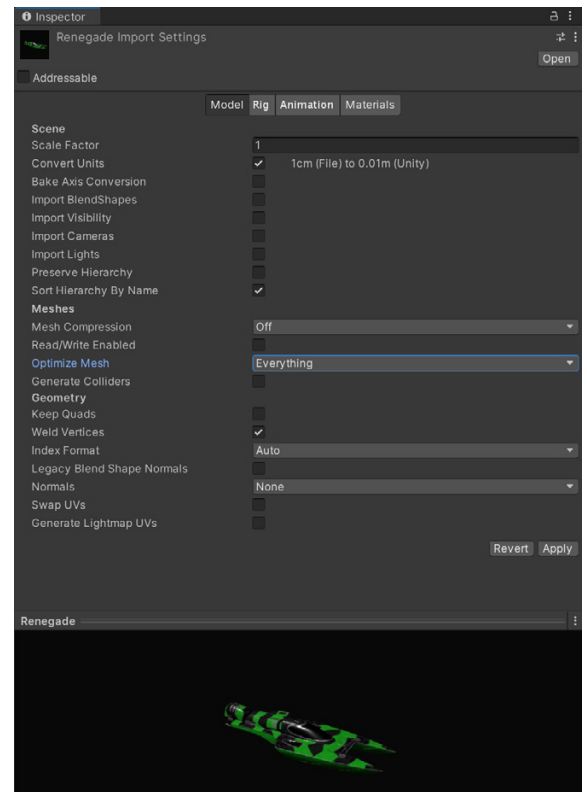 Inspector
Renegade Import Settings
Open
Addressable
Model Rig Animation Materials
Scene
Scale Factor 1
Convert Units 1cm (File) to 0.01m (Unity)
Bake Axis Conversion
Import BlendShapes
Import Visibility
Import Cameras
Import Lights
Preserve Hierarchy
Sort Hierarchy By Name
Meshes
Mesh Compression Off
Read/Write Enabled
Optimize Mesh Everything
Generate Colliders
Geometry
Keep Quads
Weld Vertices
Index Format Auto
Legacy Blend Shape Normals
Normals None
Swap UVs
Generate Lightmap UVs
Revert Apply
Renegade